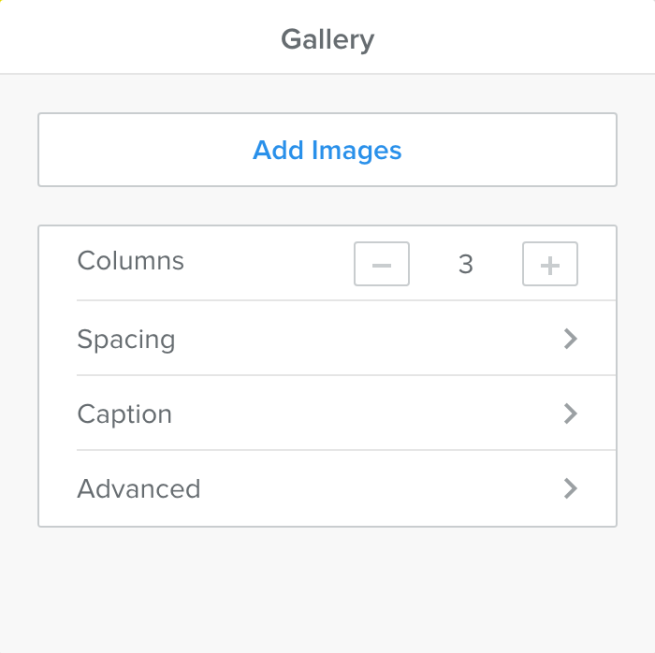 Gallery
Add Images
Columns − 3 +
Spacing
Caption
Advanced